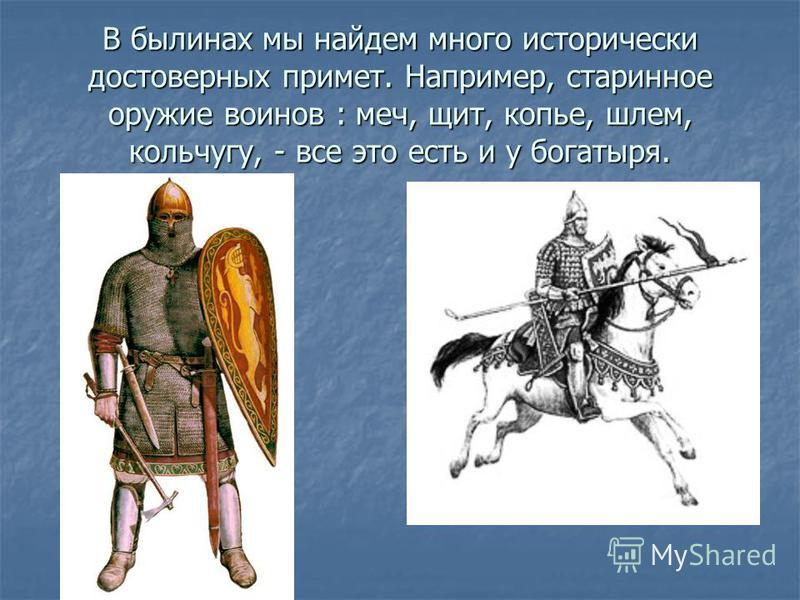 В былинах мы найдем много исторически
достоверных примет. Например, старинное
оружие воинов : меч, щит, копье, шлем,
кольчугу, - все это есть и у богатыря.
MyShared